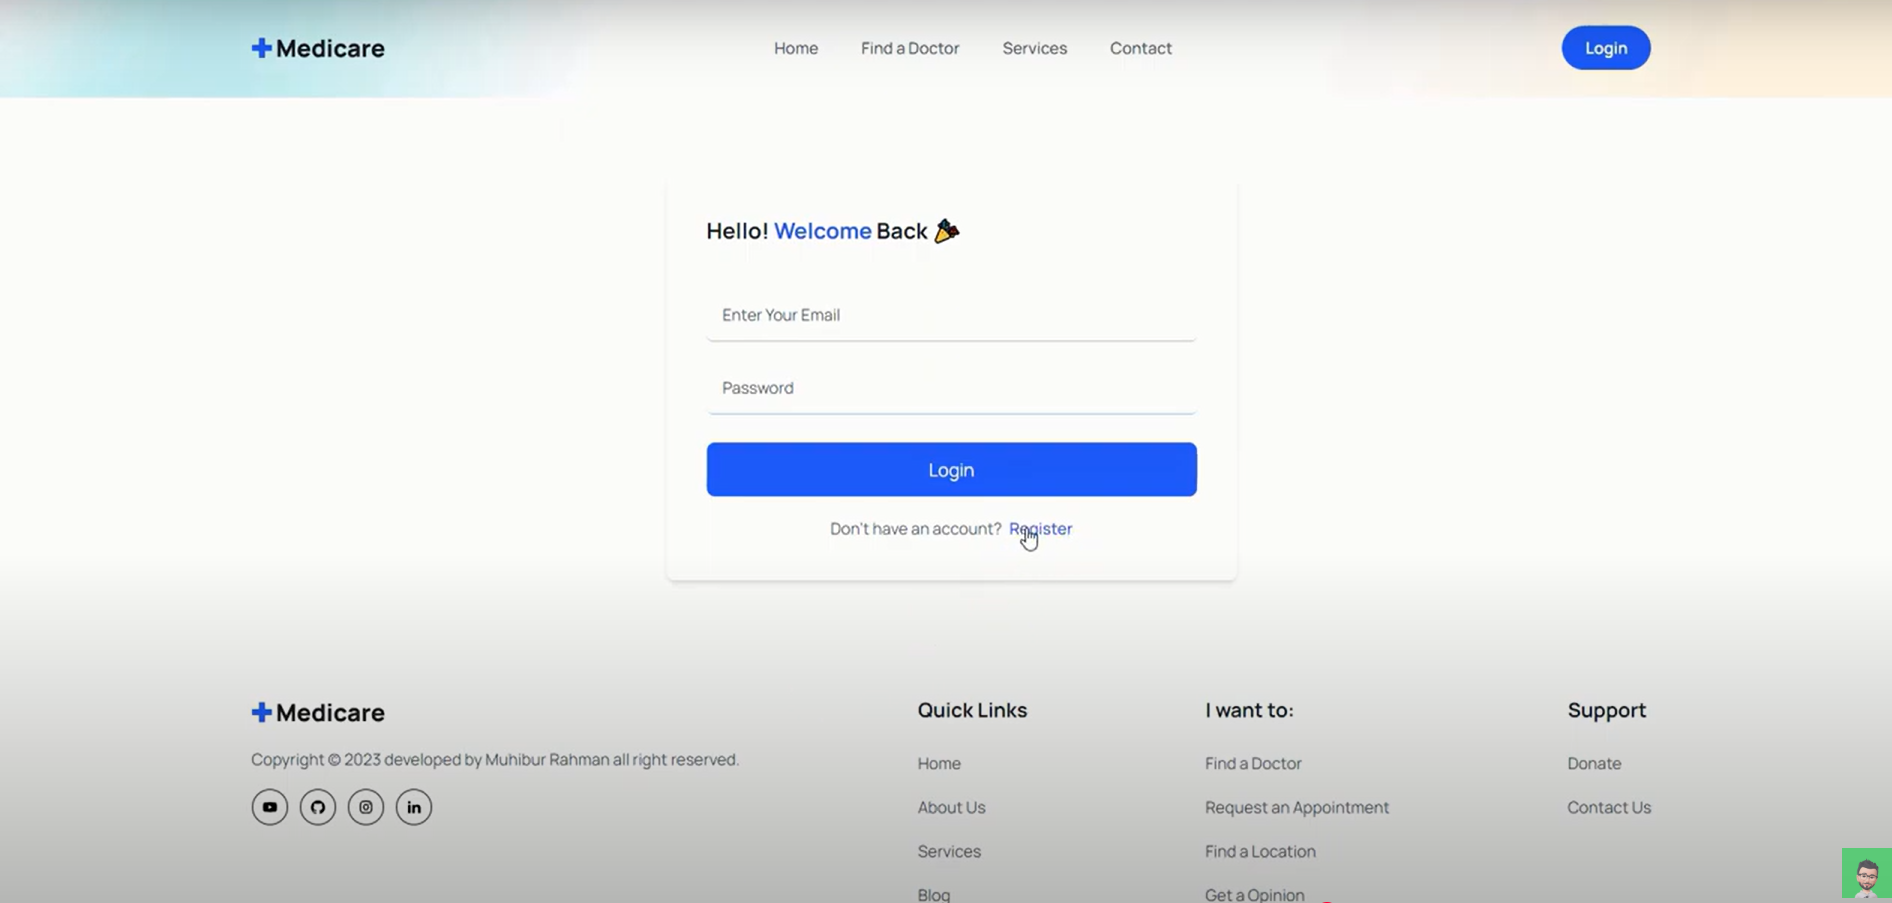 Medicare
Home Find a Doctor Services Contact
Login
Hello! Welcome Back
Enter Your Email
Password
Login
Don't have an account? Register
Medicare
Copyright © 2023 developed by Muhibur Rahman all right reserved.
in
Quick Links
Home
About Us
Services
Blog
I want to:
Find a Doctor
Request an Appointment
Find a Location
Get a Opinion
Support
Donate
Contact Us